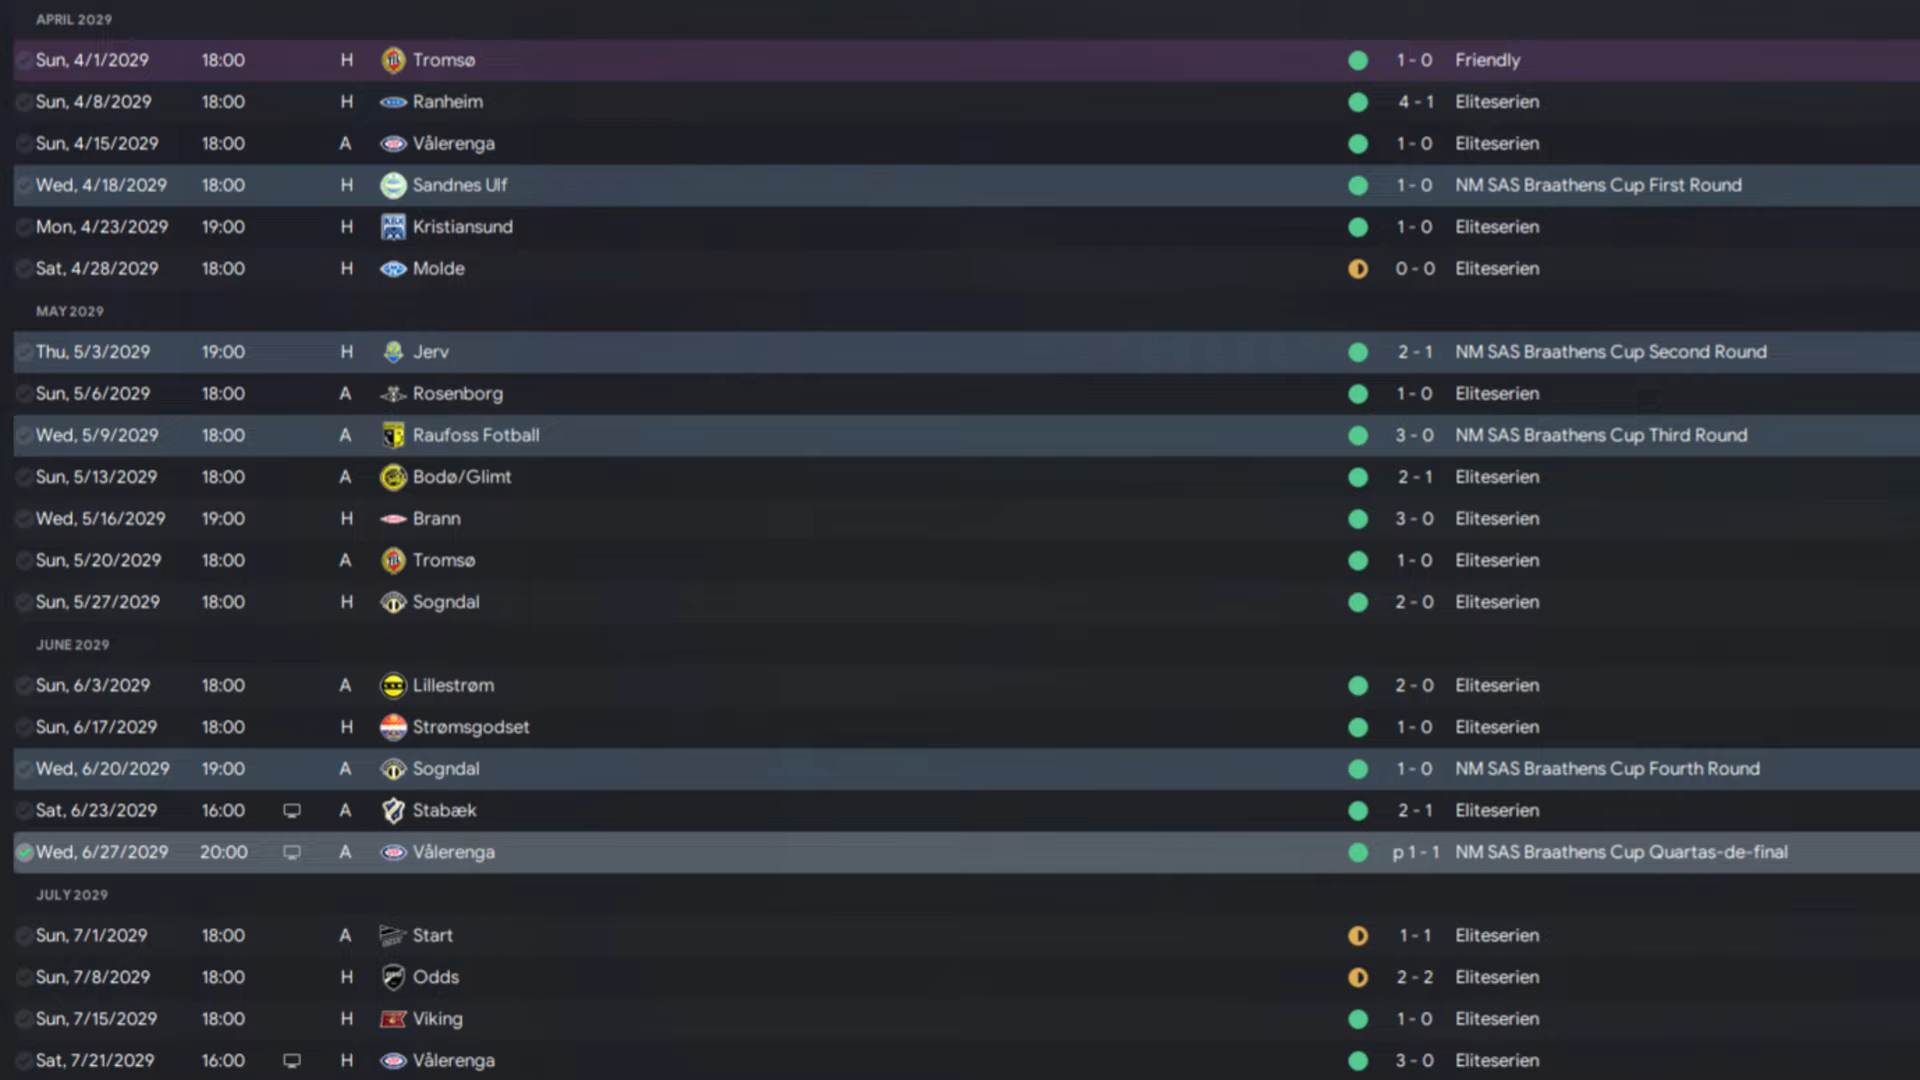 APRIL 2029
Sun, 4/1/2029 18:00 H Tromsø 1 - 0 Friendly
Sun, 4/8/2029 18:00 H Ranheim 4 - 1 Eliteserien
Sun, 4/15/2029 18:00 A Vålerenga 1 - 0 Eliteserien
Wed, 4/18/2029 18:00 H Sandnes Ulf 1 - 0 NM SAS Braathens Cup First Round
Mon, 4/23/2029 19:00 H Kristiansund 1 - 0 Eliteserien
Sat, 4/28/2029 18:00 H Molde 0 - 0 Eliteserien
MAY 2029
Thu, 5/3/2029 19:00 H Jerv 2 - 1 NM SAS Braathens Cup Second Round
Sun, 5/6/2029 18:00 A Rosenborg 1 - 0 Eliteserien
Wed, 5/9/2029 18:00 A Raufoss Fotball 3 - 0 NM SAS Braathens Cup Third Round
Sun, 5/13/2029 18:00 A Bodø/Glimt 2 - 1 Eliteserien
Wed, 5/16/2029 19:00 H Brann 3 - 0 Eliteserien
Sun, 5/20/2029 18:00 A Tromsø 1 - 0 Eliteserien
Sun, 5/27/2029 18:00 H Sogndal 2 - 0 Eliteserien
JUNE 2029
Sun, 6/3/2029 18:00 A Lillestrøm 2 - 0 Eliteserien
Sun, 6/17/2029 18:00 H Strømsgodset 1 - 0 Eliteserien
Wed, 6/20/2029 19:00 A Sogndal 1 - 0 NM SAS Braathens Cup Fourth Round
Sat, 6/23/2029 16:00 A Stabæk 2 - 1 Eliteserien
Wed, 6/27/2029 20:00 A Vålerenga p 1 - 1 NM SAS Braathens Cup Quartas-de-final
JULY 2029
Sun, 7/1/2029 18:00 A Start 1 - 1 Eliteserien
Sun, 7/8/2029 18:00 H Odds 2 - 2 Eliteserien
Sun, 7/15/2029 18:00 H Viking 1 - 0 Eliteserien
Sat, 7/21/2029 16:00 H Vålerenga 3 - 0 Eliteserien